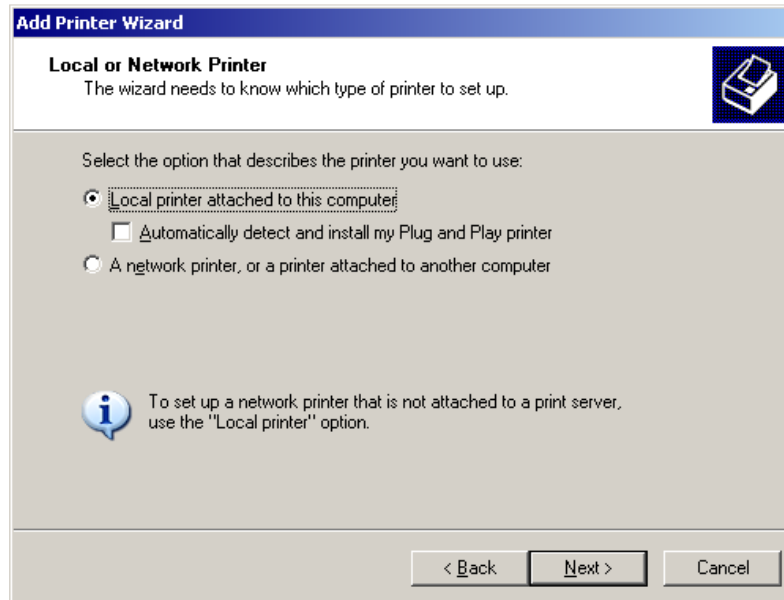 Add Printer Wizard
Local or Network Printer
The wizard needs to know which type of printer to set up.
Select the option that describes the printer you want to use:
Local printer attached to this computer
Automatically detect and install my Plug and Play printer
A network printer, or a printer attached to another computer
To set up a network printer that is not attached to a print server,
use the "Local printer" option.
< Back
Next >
Cancel